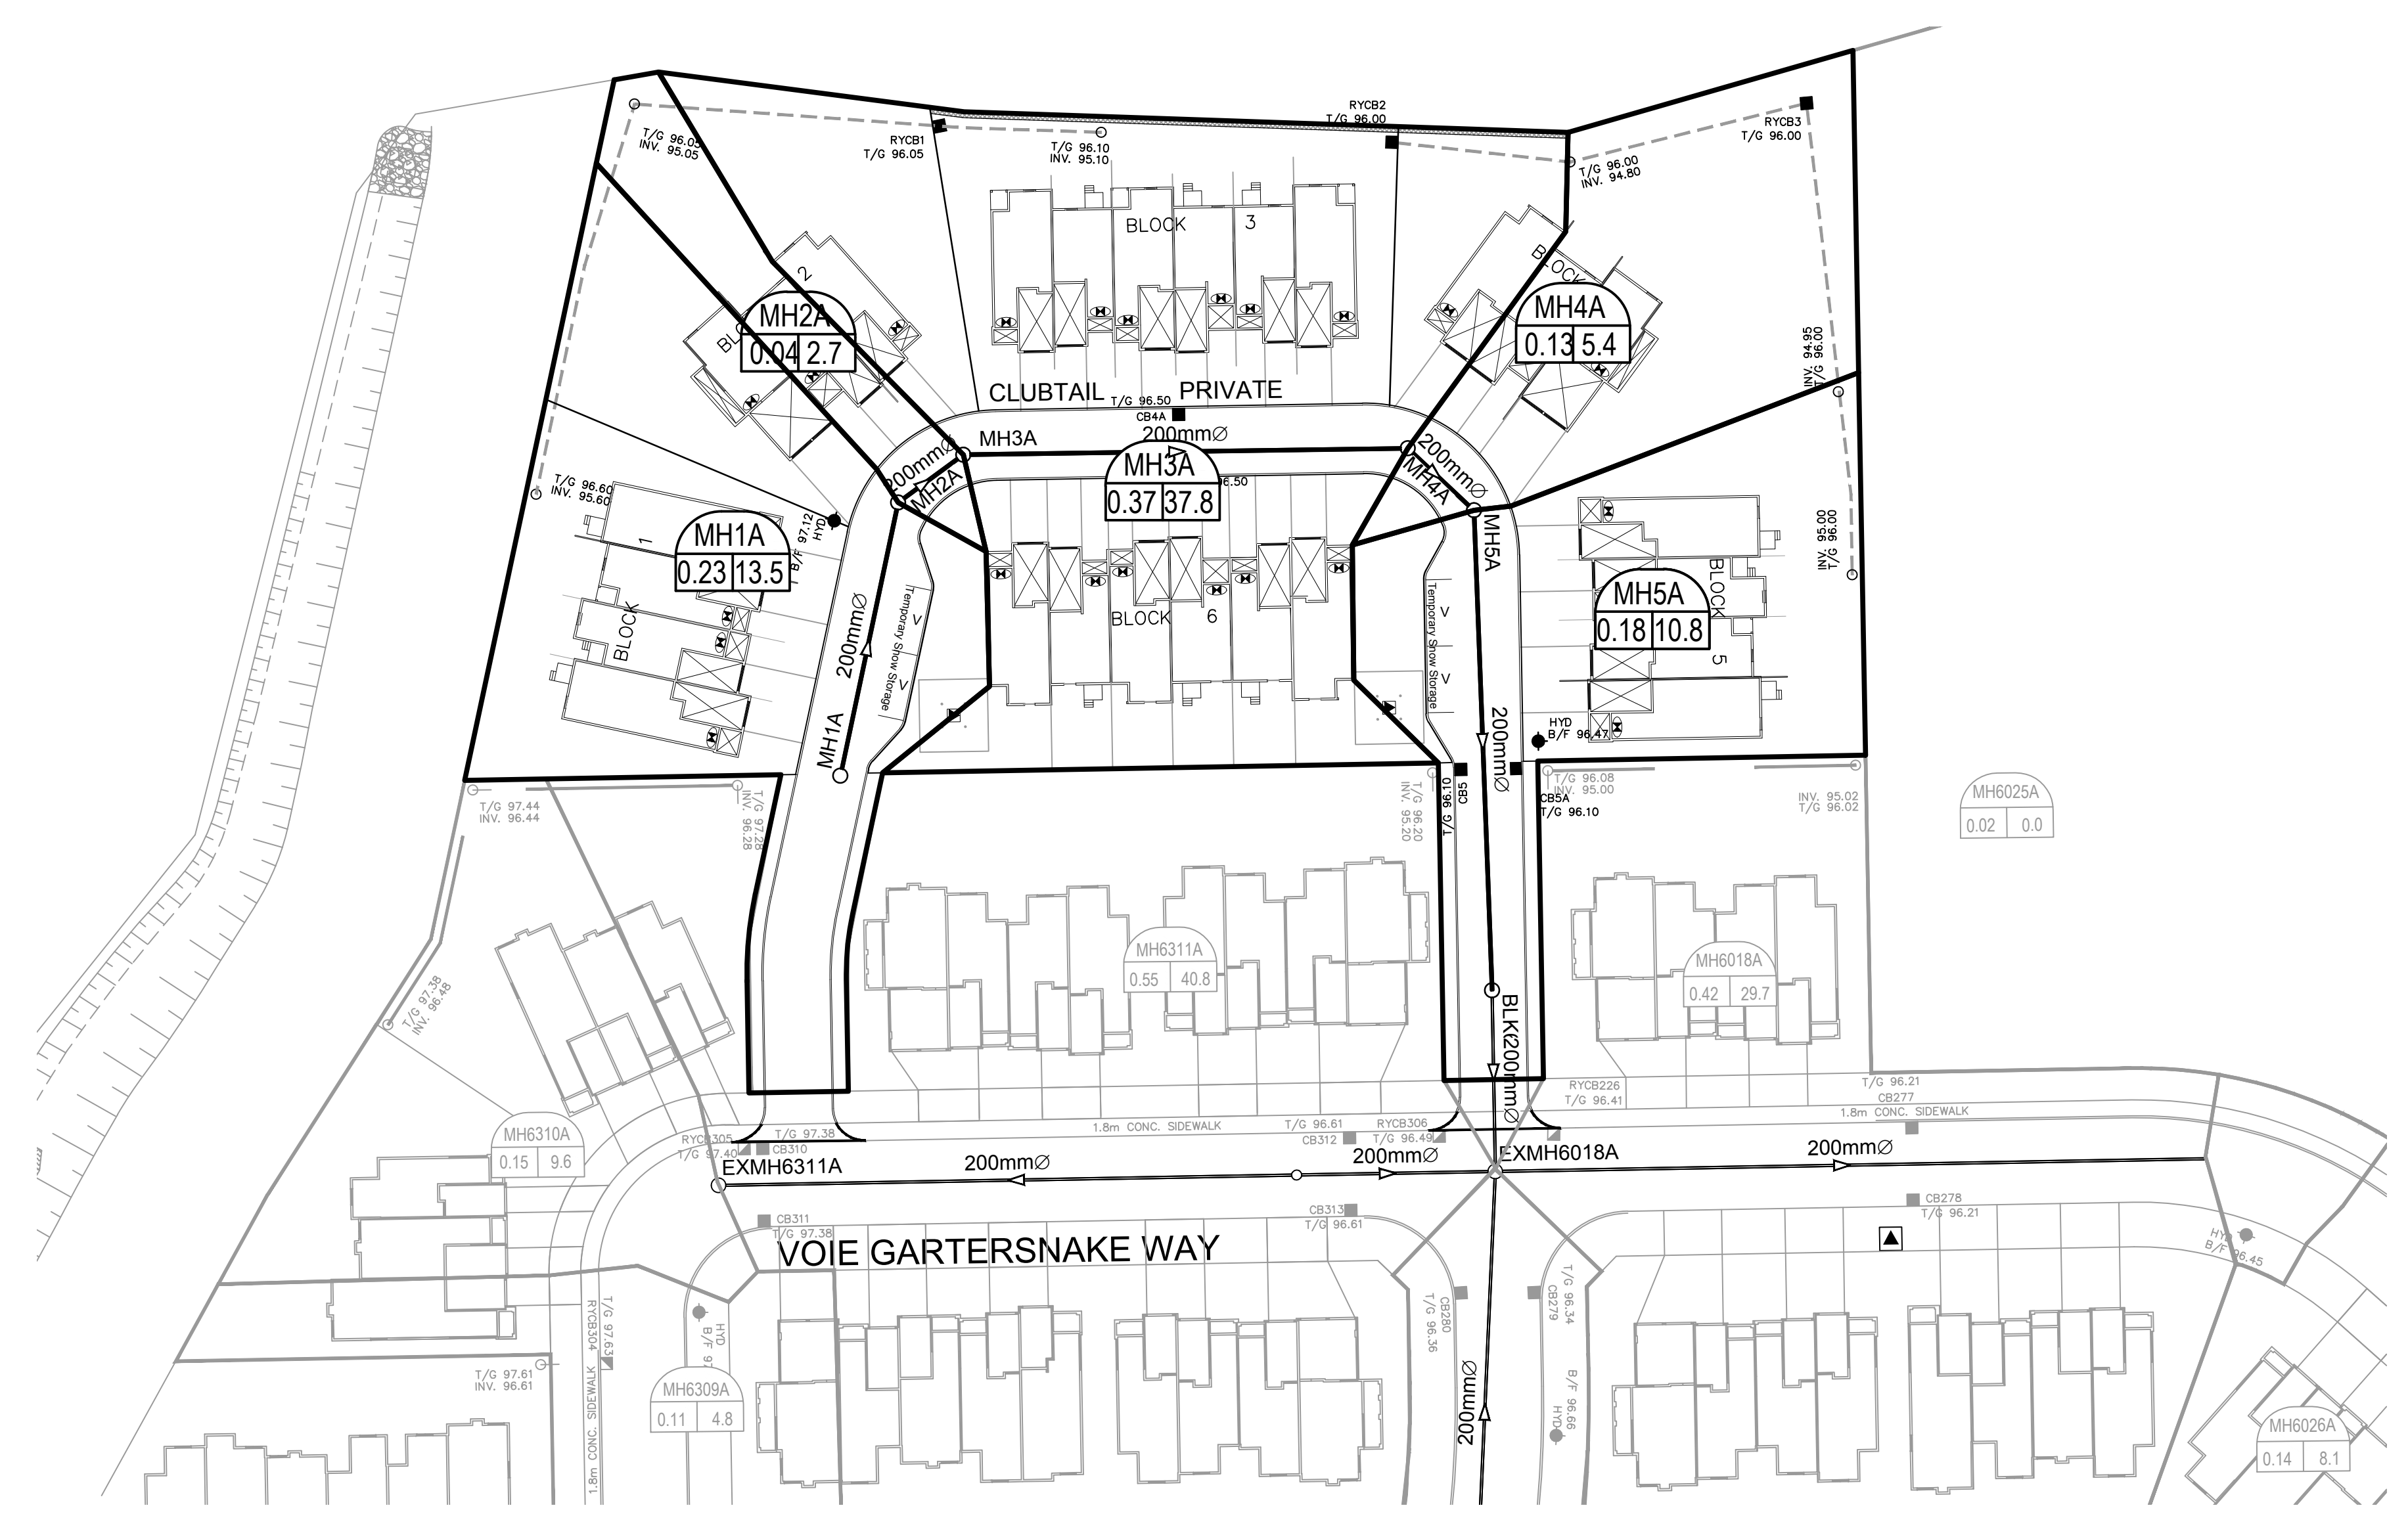 RYCB2
T/G 96.00
RYCB3
T/G 96.00
T/G 96.05
INV. 95.05
RYCB1
T/G 96.05
T/G 96.10
INV. 95.10
T/G 96.00
INV. 94.80
BLOCK 3
BLOCK
2
MH2A
0.04 2.7
MH4A
0.13 5.4
INV. 94.95
T/G 96.00
CLUBTAIL PRIVATE
T/G 96.50
CB4A
200mmØ
MH3A
200mmØ
MH2A
MH3A
0.37 37.8
200mmØ
MH4A
T/G 96.60
INV. 95.60
HYD
B/F 97.12
MH1A
0.23 13.5
BLOCK
1
MH5A
INV. 95.00
T/G 96.00
BLOCK
5
MH5A
0.18 10.8
BLOCK 6
200mmØ
Temporary Snow Storage
Temporary Snow Storage
MH1A
200mmØ
HYD
B/F 96.47
T/G 97.44
INV. 96.44
T/G 97.28
INV. 96.28
T/G 96.20
INV. 95.20
T/G 96.10
CB5
T/G 96.08
INV. 95.00
CB5A
T/G 96.10
INV. 95.02
T/G 96.02
MH6025A
0.02 0.0
MH6311A
0.55 40.8
MH6018A
0.42 29.7
T/G 97.38
INV. 96.48
200mmØ
RYCB226
T/G 96.41
T/G 96.21
CB277
1.8m CONC. SIDEWALK
MH6310A
0.15 9.6
RYCB305
T/G 97.40
T/G 97.38
CB310
1.8m CONC. SIDEWALK
T/G 96.61
CB312
RYCB306
T/G 96.49
EXMH6311A
200mmØ
200mmØ
EXMH6018A
200mmØ
CB311
T/G 97.38
CB313
T/G 96.61
CB278
T/G 96.21
VOIE GARTERSNAKE WAY
B/F 96.45
RYCB304
T/G 97.63
1.8m CONC. SIDEWALK
HYD
CB280
T/G 96.36
T/G 96.34
CB279
T/G 97.61
INV. 96.61
MH6309A
0.11 4.8
200mmØ
B/F 96.66
HYD
MH6026A
0.14 8.1